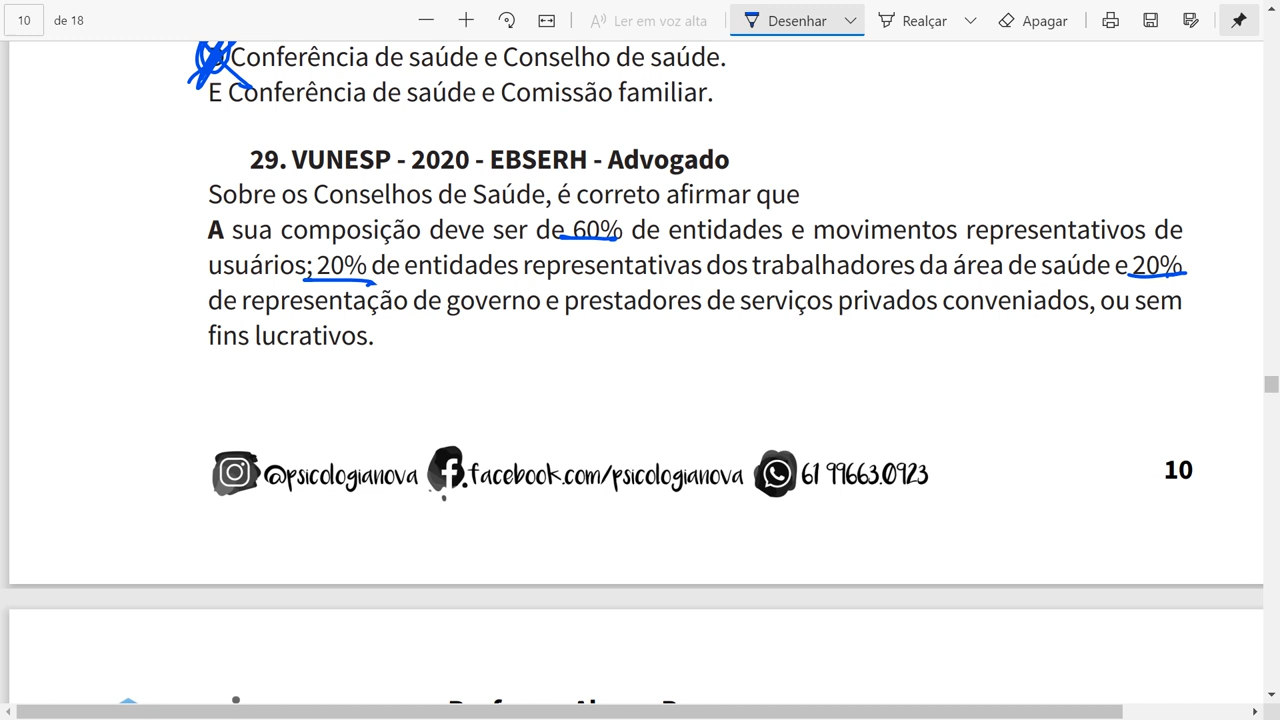 10 de 18
Ler em voz alta
Desenhar
Realçar
Apagar
Conferência de saúde e Conselho de saúde.
E Conferência de saúde e Comissão familiar.
29. VUNESP - 2020 - EBSERH - Advogado
Sobre os Conselhos de Saúde, é correto afirmar que
A sua composição deve ser de 60% de entidades e movimentos representativos de
usuários; 20% de entidades representativas dos trabalhadores da área de saúde e 20%
de representação de governo e prestadores de serviços privados conveniados, ou sem
fins lucrativos.
@psicologianova facebook.com/psicologianova 61 99663.0923
10